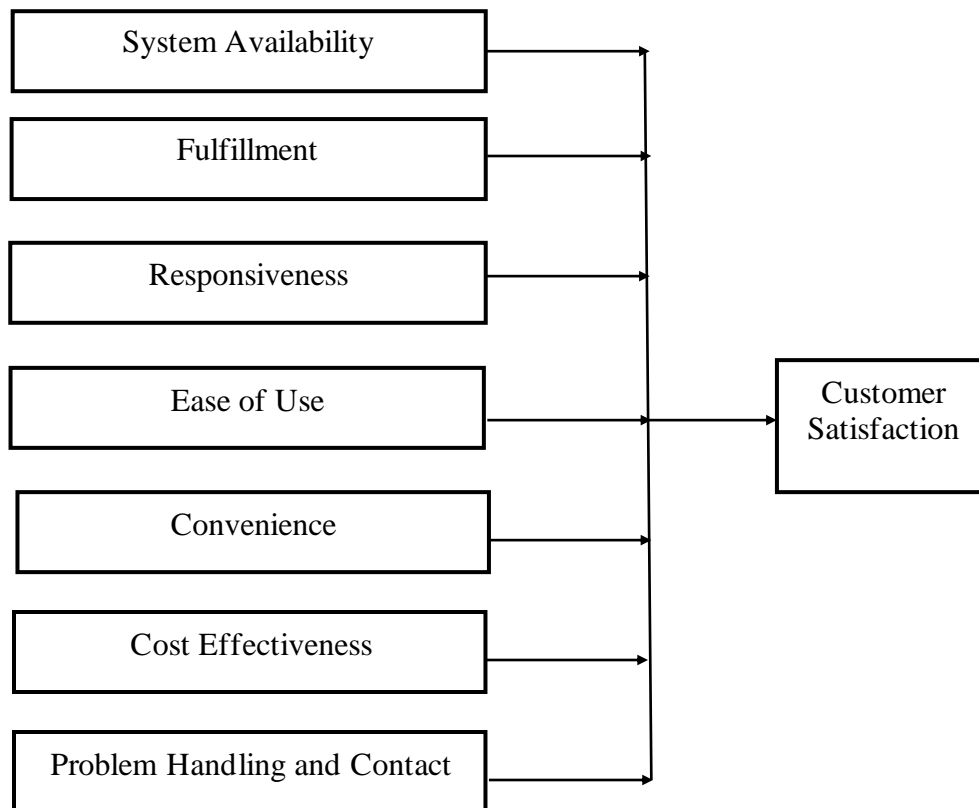 System Availability
Fulfillment
Responsiveness
Ease of Use
Customer
Satisfaction
Convenience
Cost Effectiveness
Problem Handling and Contact